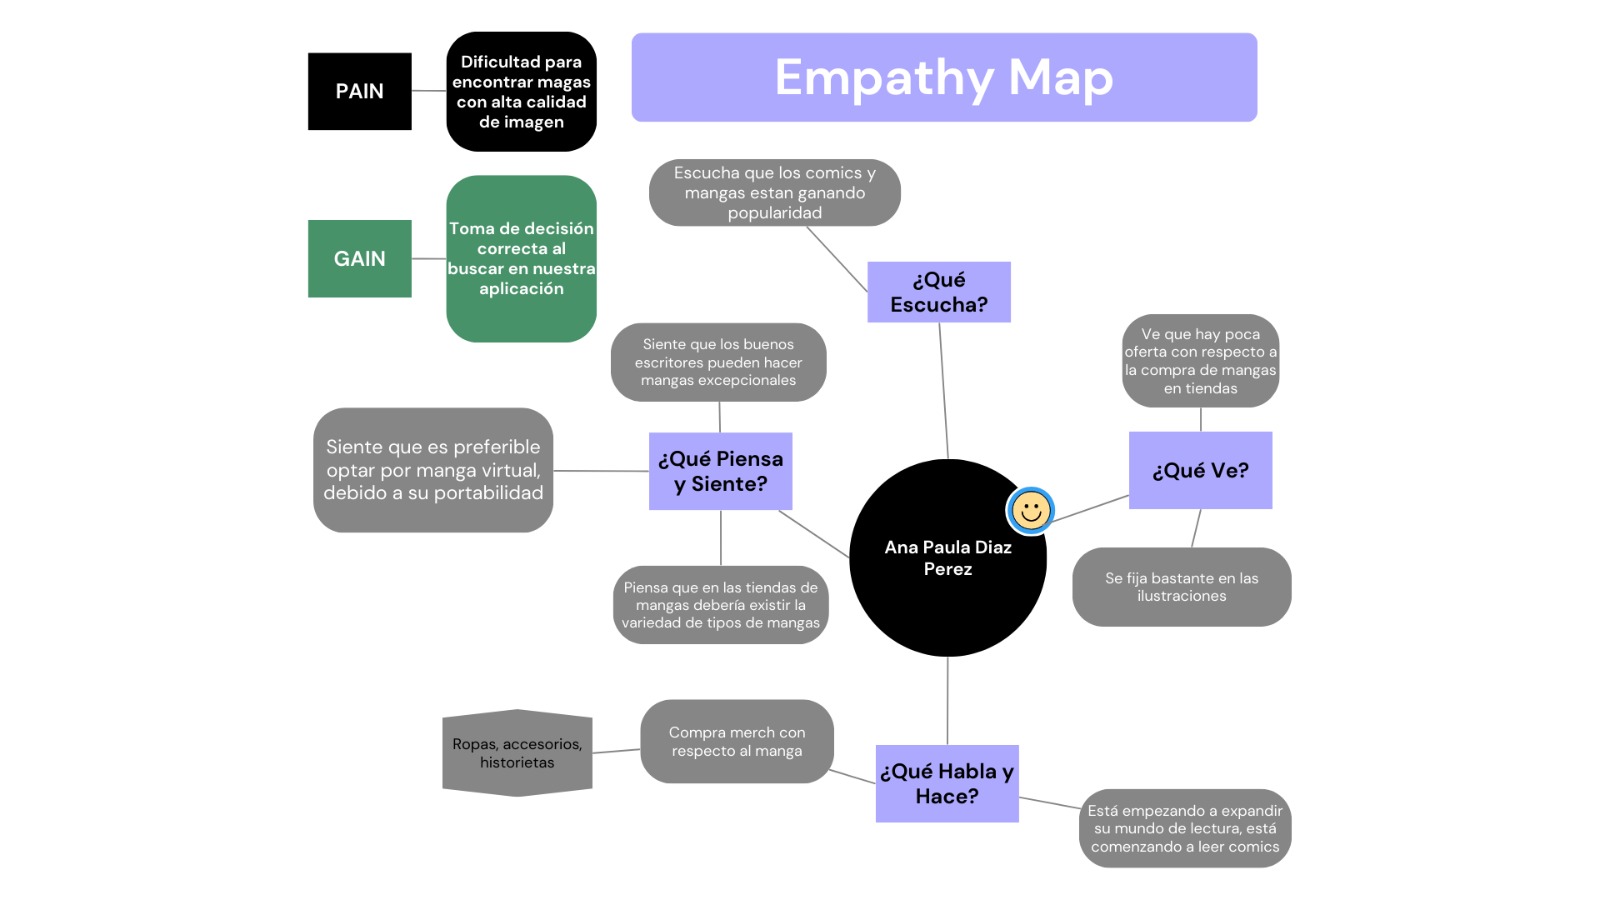 PAIN
Dificultad para
encontrar magas
con alta calidad
de imagen
Empathy Map
GAIN
Toma de decisión
correcta al
buscar en nuestra
aplicación
Escucha que los comics y
mangas estan ganando
popularidad
¿Qué
Escucha?
Siente que los buenos
escritores pueden hacer
mangas excepcionales
Ve que hay poca
oferta con respecto a
la compra de mangas
en tiendas
Siente que es preferible
optar por manga virtual,
debido a su portabilidad
¿Qué Piensa
y Siente?
¿Qué Ve?
Ana Paula Diaz
Perez
Piensa que en las tiendas de
mangas debería existir la
variedad de tipos de mangas
Se fija bastante en las
ilustraciones
Ropas, accesorios,
historietas
Compra merch con
respecto al manga
¿Qué Habla y
Hace?
Está empezando a expandir
su mundo de lectura, está
comenzando a leer comics